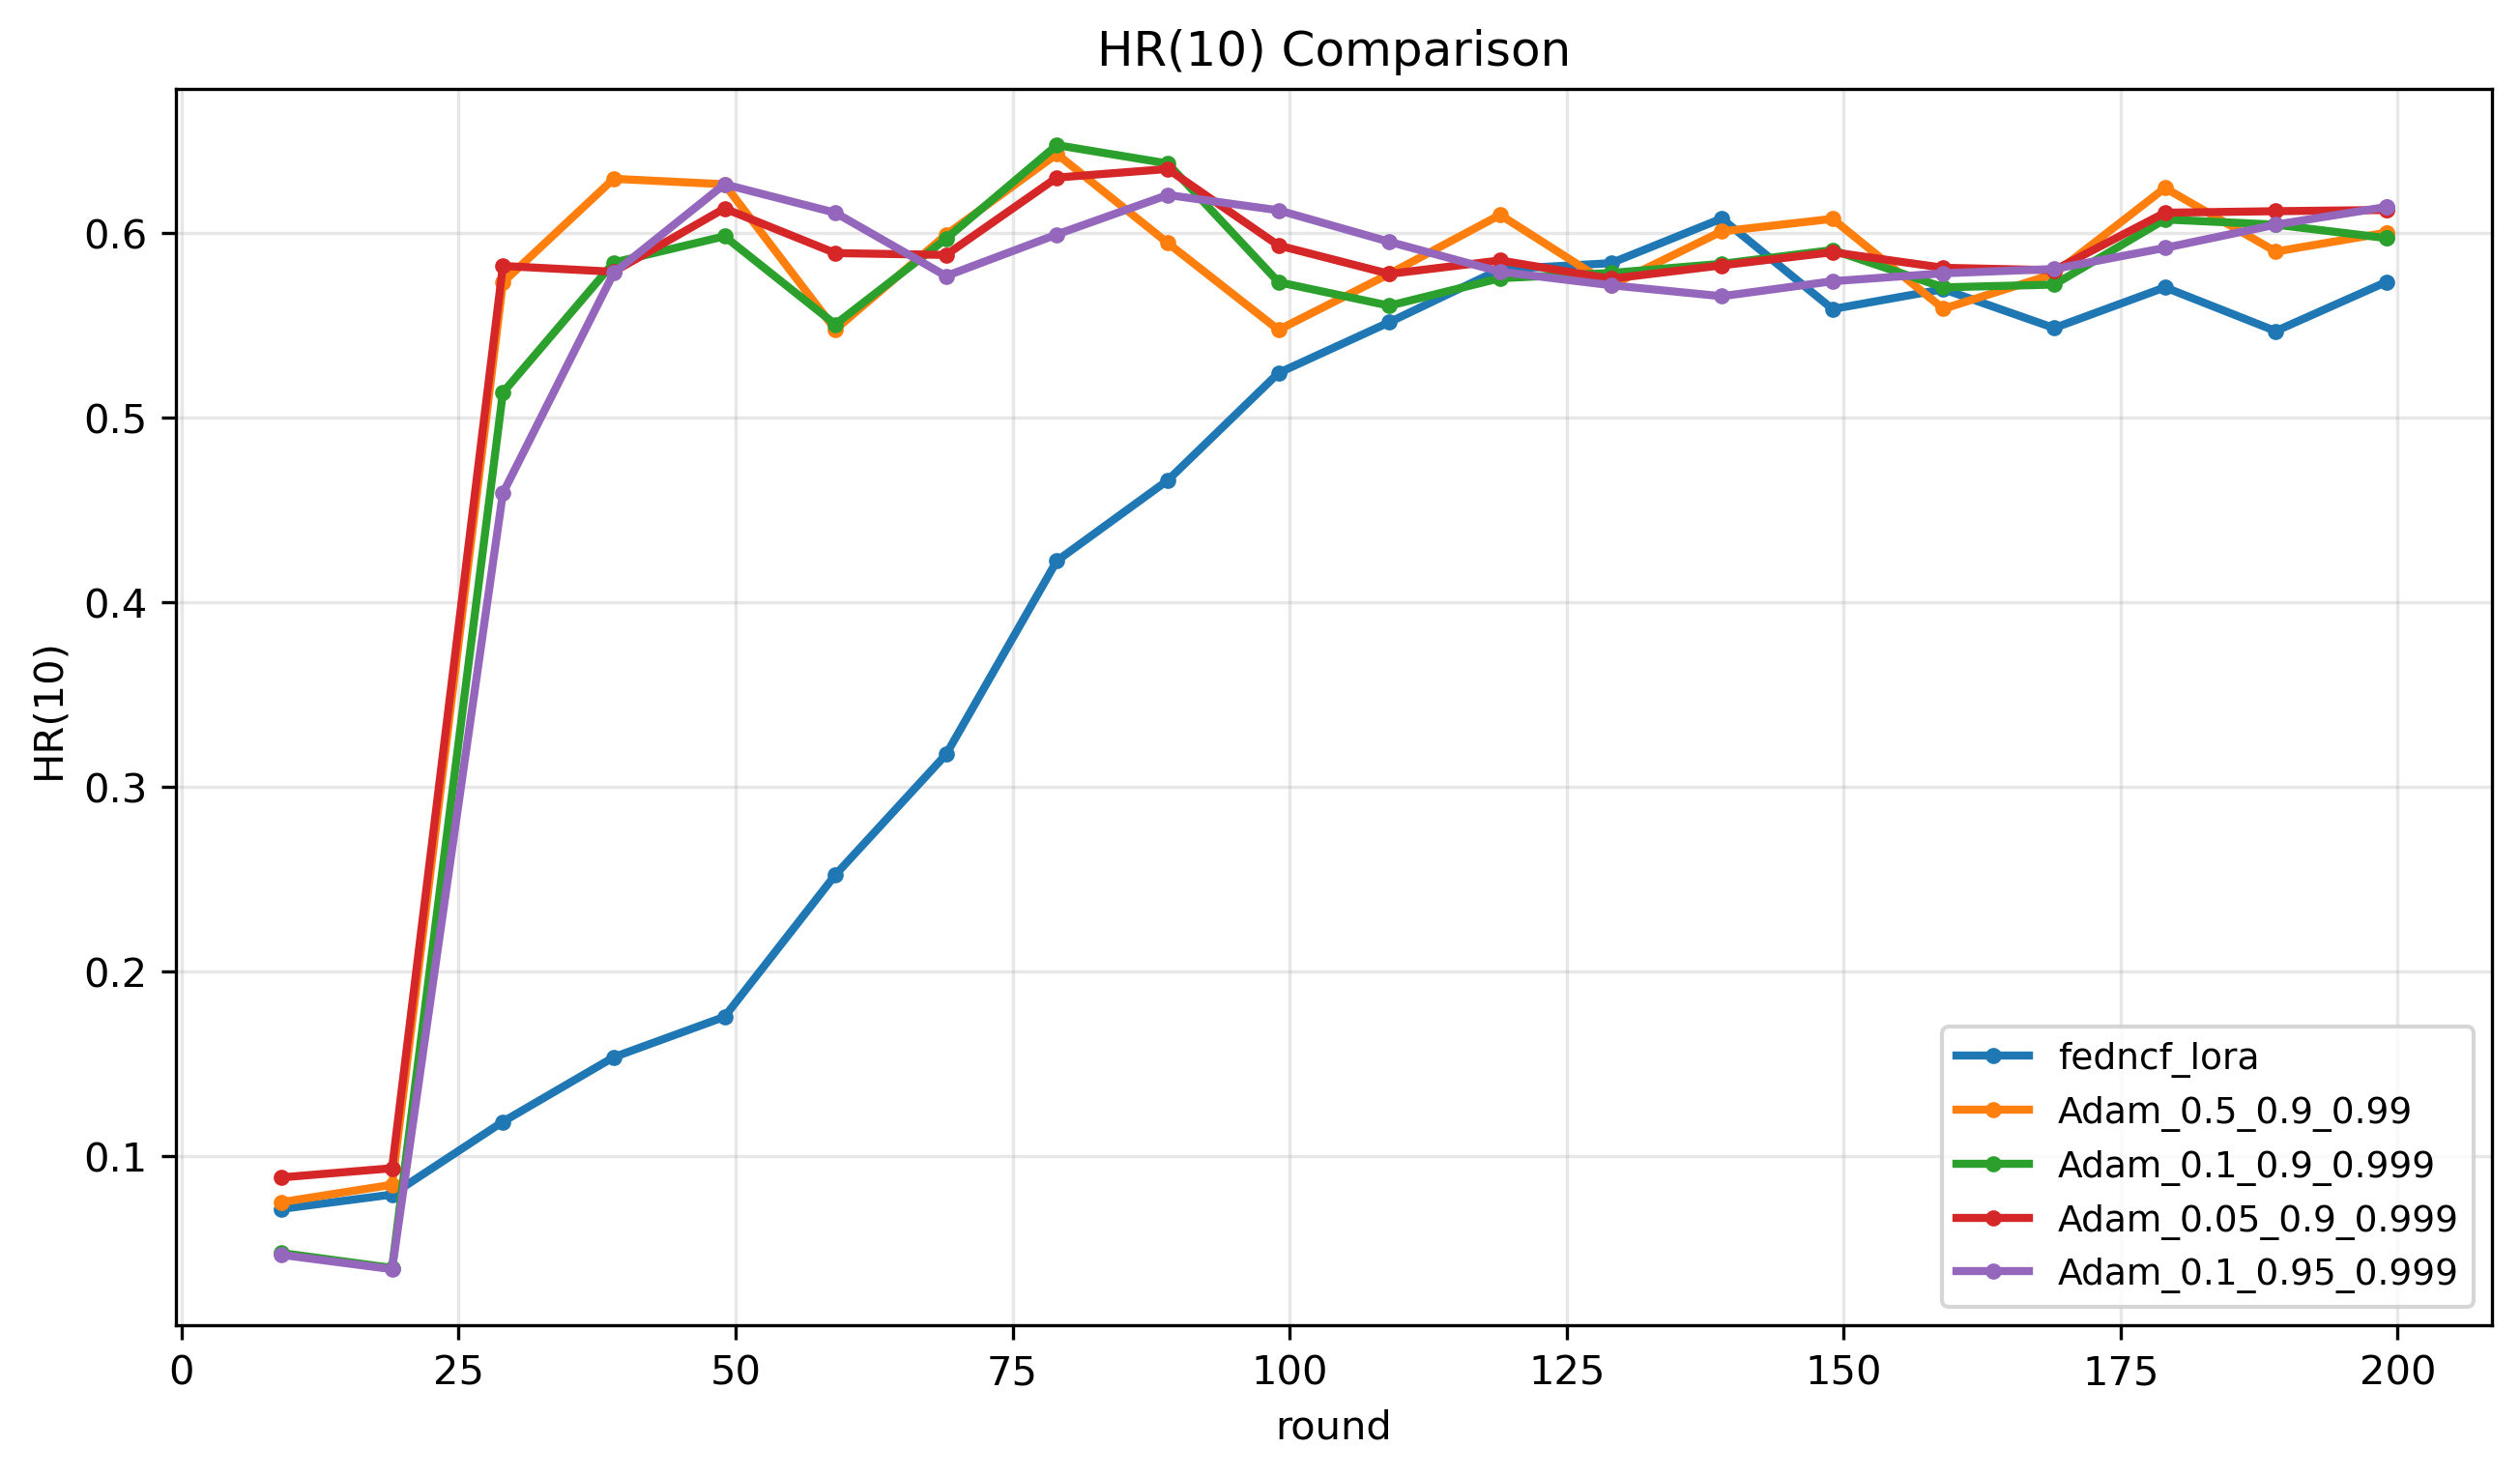 HR(10) Comparison
HR(10)
0.6
0.5
0.4
0.3
0.2
0.1
0 25 50 75 100 125 150 175 200
round
fedncf_lora
Adam_0.5_0.9_0.99
Adam_0.1_0.9_0.999
Adam_0.05_0.9_0.999
Adam_0.1_0.95_0.999